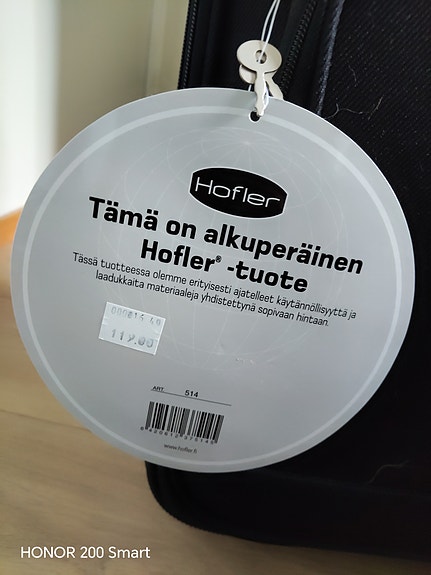 Hofler
Tämä on alkuperäinen
Hofler® -tuote
Tässä tuotteessa olemme erityisesti ajatelleet käytännöllisyyttä ja
laadukkaita materiaaleja yhdistettynä sopivaan hintaan.
119.00
ART. 514
www.hofler.fi
HONOR 200 Smart